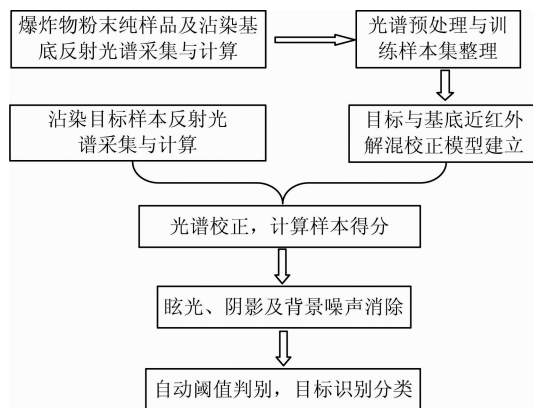 爆炸物粉末纯样品及沾染基
底反射光谱采集与计算
光谱预处理与训
练样本集整理
沾染目标样本反射光
谱采集与计算
目标与基底近红外
解混校正模型建立
光谱校正，计算样本得分
眩光、阴影及背景噪声消除
自动阈值判别，目标识别分类